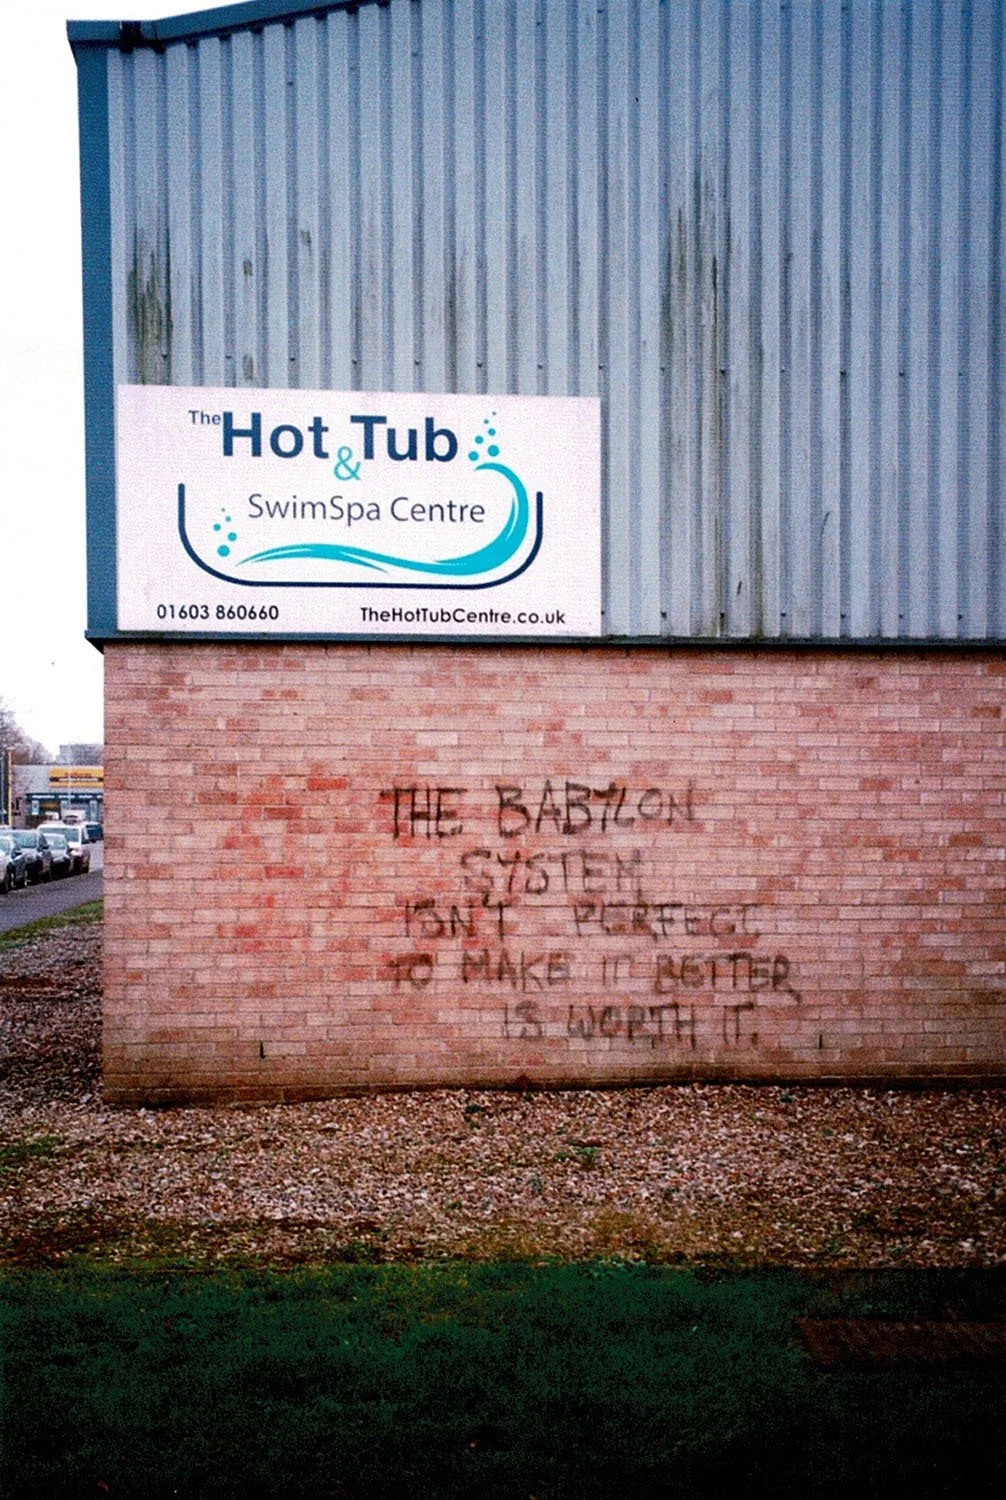 The Hot Tub
&
SwimSpa Centre
01603 860660 TheHotTubCentre.co.uk
THE BABYLON
SYSTEM
ISN'T PERFECT
TO MAKE IT BETTER
IS WORTH IT.